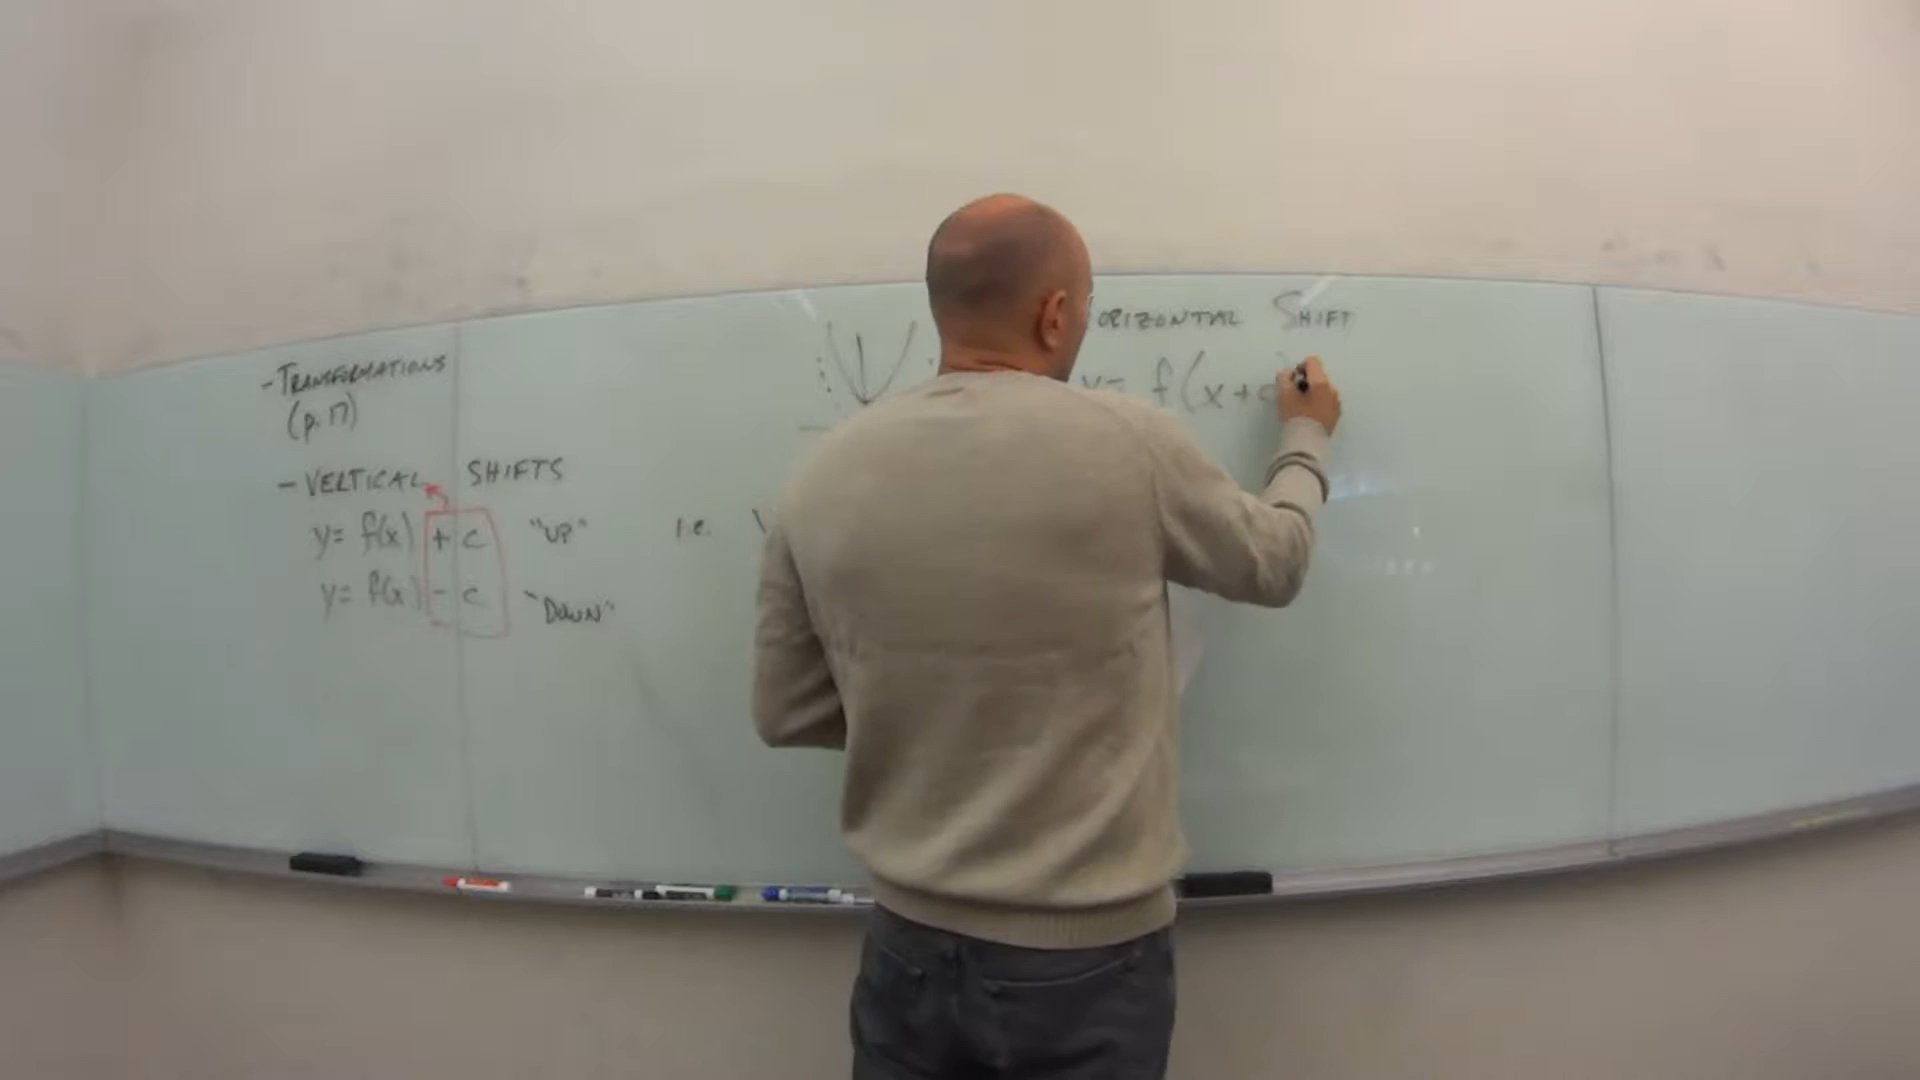 - TRANSFORMATIONS
(p. 17)
- VERTICAL SHIFTS
y= f(x) + c "UP"
y= f(x) - c "DOWN"
i.e.
ORIZONTAL SHIFT
y= f(x+c